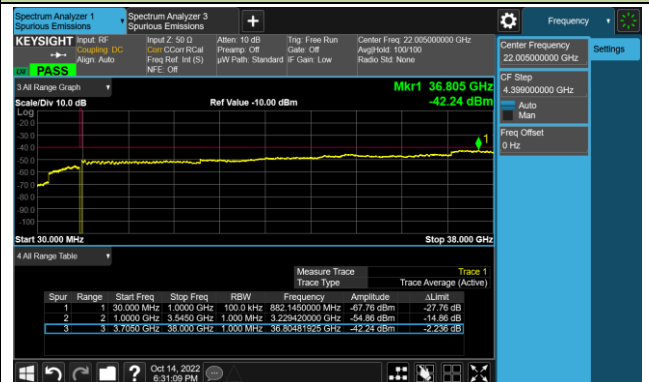 Spectrum Analyzer 1
Spurious Emissions
Spectrum Analyzer 3
Spurious Emissions
Frequency
KEYSIGHT
Input: RF
Coupling: DC
Align: Auto
Input Z: 50 Ω
Corr CCorr RCal
Freq Ref: Int (S)
NFE: Off
Atten: 10 dB
Preamp: Off
µW Path: Standard
Trig: Free Run
Gate: Off
IF Gain: Low
Center Freq: 22.005000000 GHz
Avg|Hold: 100/100
Radio Std: None
PASS
Center Frequency
22.005000000 GHz
Settings
CF Step
4.399000000 GHz
Auto
Man
Freq Offset
0 Hz
3 All Range Graph
Mkr1 36.805 GHz
Scale/Div 10.0 dB
Ref Value -10.00 dBm
-42.24 dBm
Log
-20.0
-30.0
-40.0
-50.0
-60.0
-70.0
-80.0
-90.0
-100
1
Start 30.000 MHz
Stop 38.000 GHz
4 All Range Table
Measure Trace Trace 1
Trace Type Trace Average (Active)
Spur Range Start Freq Stop Freq RBW Frequency Amplitude ΔLimit
1 1 30.000 MHz 1.0000 GHz 100.0 kHz 882.1450000 MHz -67.76 dBm -27.76 dB
2 2 1.0000 GHz 3.5450 GHz 1.000 MHz 3.229420000 GHz -54.86 dBm -14.86 dB
3 3 3.7050 GHz 38.000 GHz 1.000 MHz 36.80481925 GHz -42.24 dBm -2.236 dB
Oct 14, 2022
6:31:09 PM